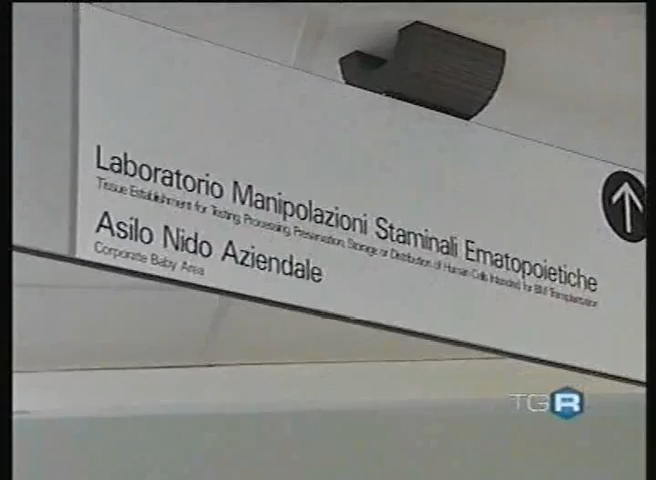 Laboratorio Manipolazioni Staminali Ematopoietiche
Tissue Establishment for Testing, Processing, Preservation, Storage or Distribution of Human Cells Intended for BM Transplantation
Asilo Nido Aziendale
Corporate Baby Area
TGR